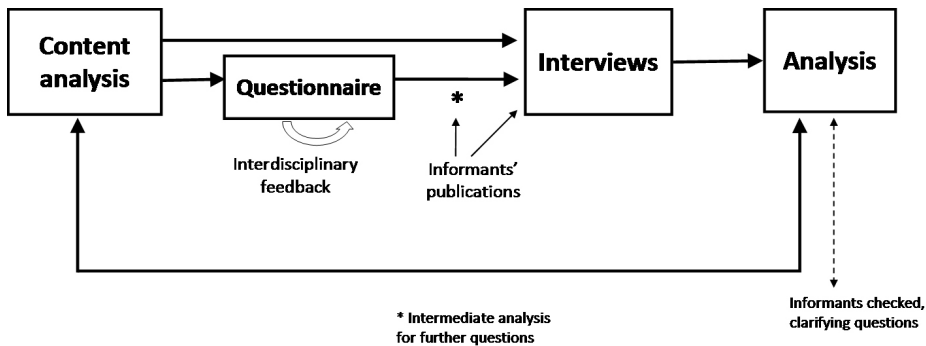 Content
analysis
Questionnaire
Interviews
Analysis
*
Interdisciplinary
feedback
Informants'
publications
Informants checked,
clarifying questions
* Intermediate analysis
for further questions